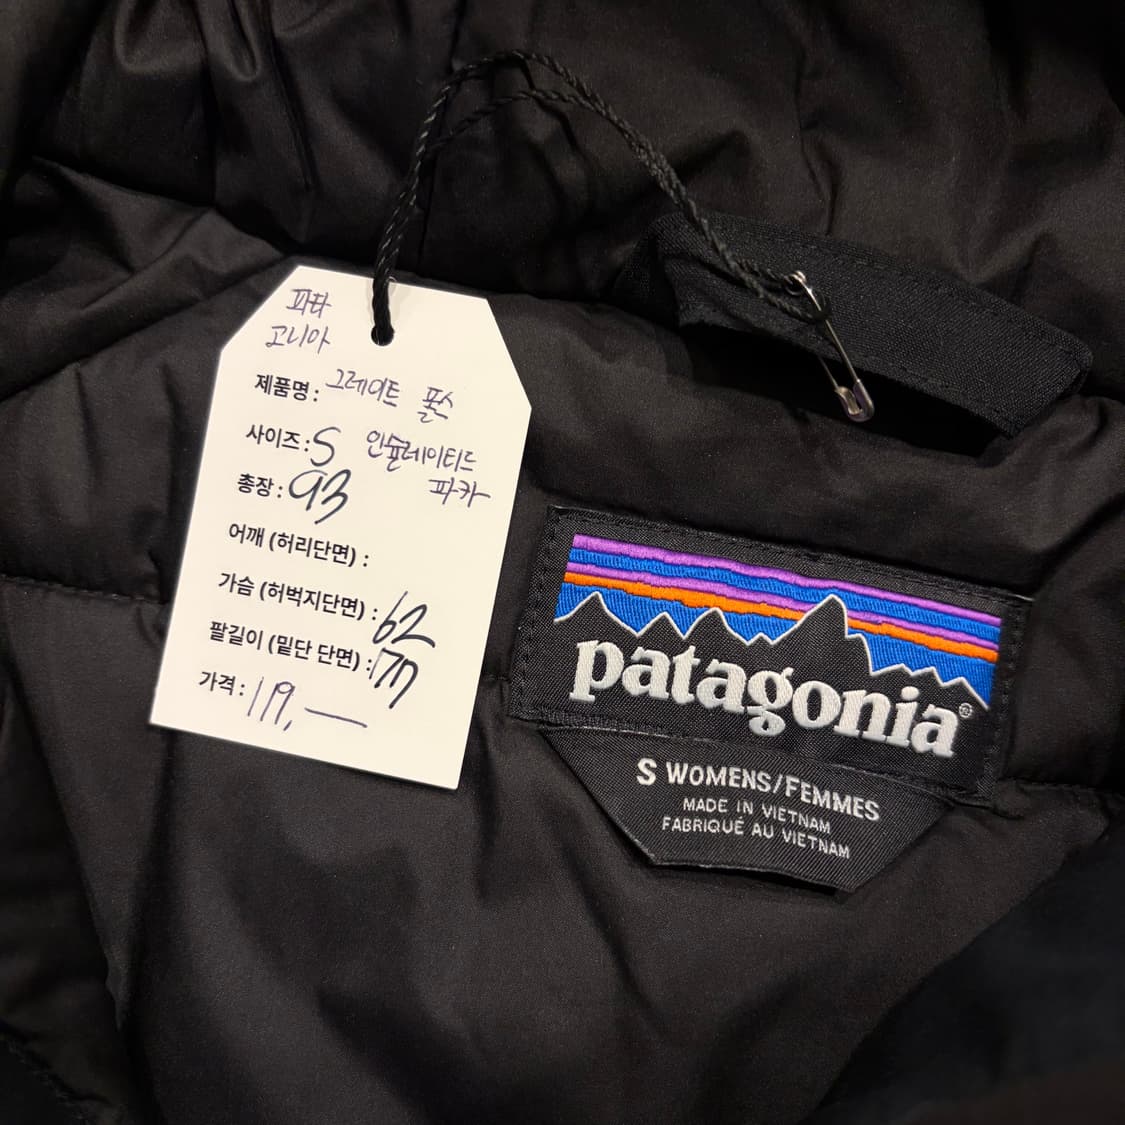 파타
고니아
제품명 : 그레이트 폴스
사이즈 : S 인슐레이티드
총장 : 93 파카
어깨 (허리단면) :
가슴 (허벅지단면) : 62
팔길이 (밑단 단면) : 77
가격 : 119,—
patagonia®
S WOMENS/FEMMES
MADE IN VIETNAM
FABRIQUÉ AU VIETNAM